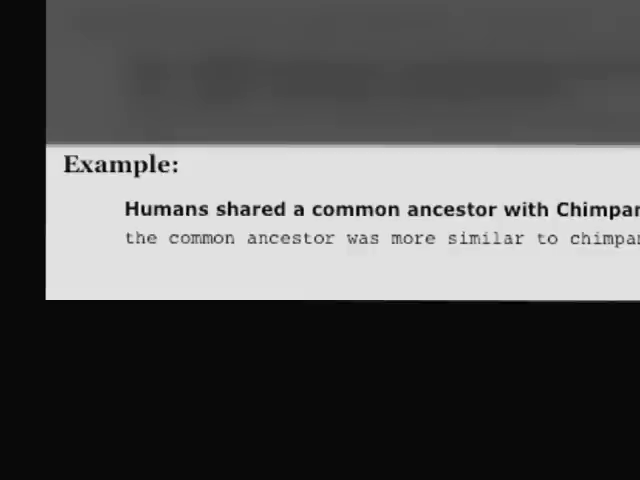 Example:
Humans shared a common ancestor with
the common ancestor was more similar to